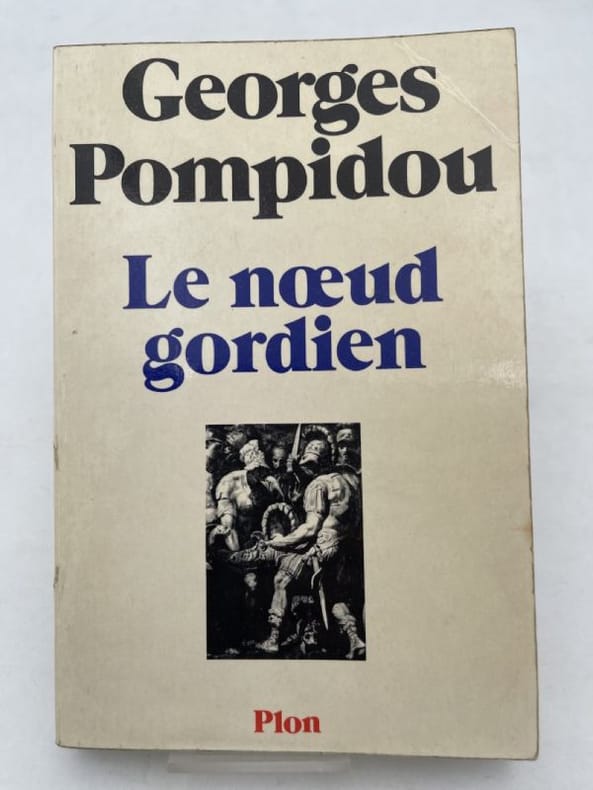 Georges
Pompidou
Le nœud
gordien
Plon